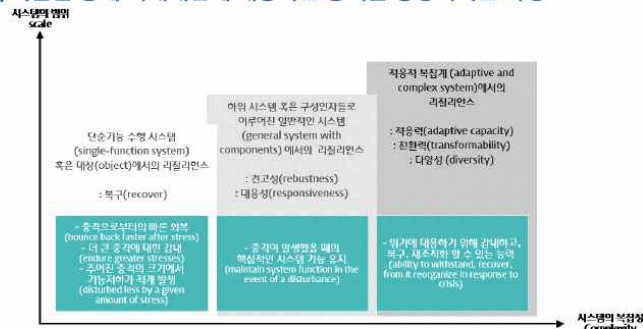 시스템의 범위
scale
단순기능 수행 시스템
(single-function system)
혹은 대상(object)에서의 리질리언스
: 복구(recover)
- 충격으로부터의 빠른 회복
(bounce back faster after stress)
- 더 큰 충격에 대한 감내
(endure greater stresses)
- 주어진 충격의 크기에서
기능저하가 적게 발생
(disturbed less by a given
amount of stress)
하위 시스템 혹은 구성인자들로
이루어진 일반적인 시스템
(general system with
components) 에서의 리질리언스
: 견고성(rebustness)
: 대응성(responsiveness)
- 충격이 발생했을 때의
핵심적인 시스템 기능 유지
(maintain system function in the
event of a disturbance)
적응적 복잡계 (adaptive and
complex system)에서의
리질리언스
: 적응력(adaptive capacity)
: 전환력(transformability)
: 다양성 (diversity)
- 위기에 대응하기 위해 감내하고,
복구, 재조직화 할 수 있는 능력
(ability to withstand, recover,
from it reorganize in response to
crisis)
시스템의 복잡성
Complexity